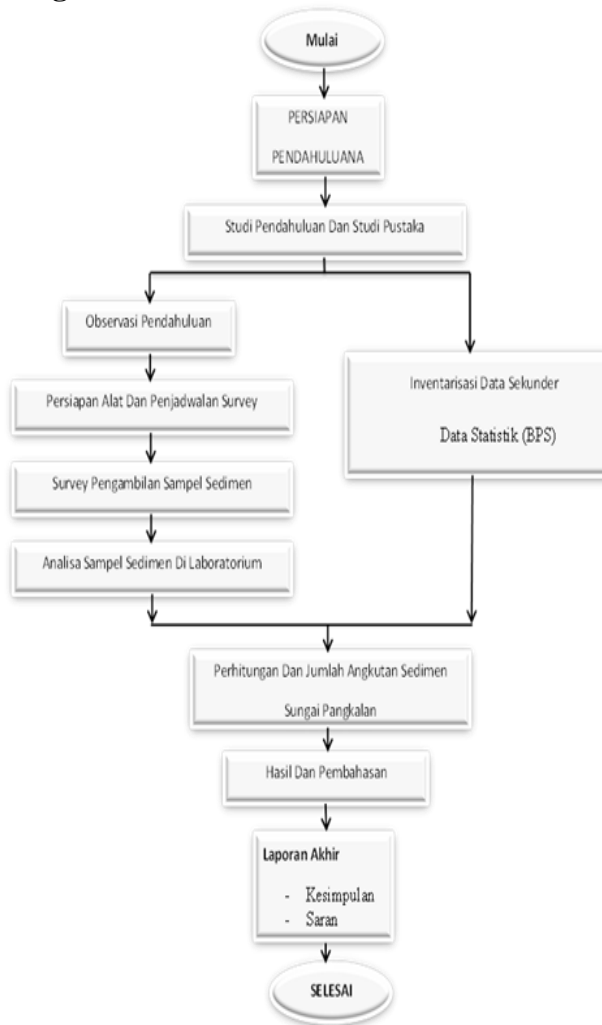 Mulai
PERSIAPAN
PENDAHULUANA
Studi Pendahuluan Dan Studi Pustaka
Observasi Pendahuluan
Persiapan Alat Dan Penjadwalan Survey
Survey Pengambilan Sampel Sedimen
Analisa Sampel Sedimen Di Laboratorium
Inventarisasi Data Sekunder
Data Statistik (BPS)
Perhitungan Dan Jumlah Angkutan Sedimen
Sungai Pangkalan
Hasil Dan Pembahasan
Laporan Akhir
- Kesimpulan
- Saran
SELESAI